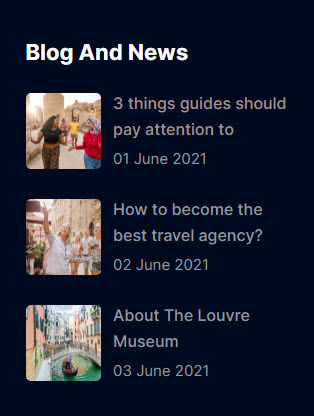 Blog And News
3 things guides should
pay attention to
01 June 2021
How to become the
best travel agency?
02 June 2021
About The Louvre
Museum
03 June 2021